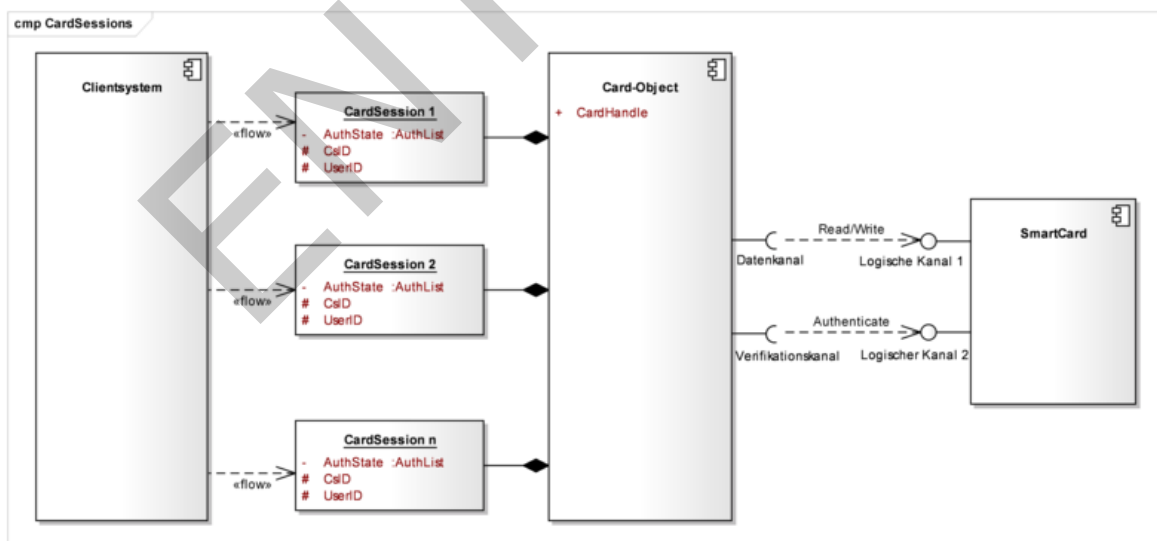 cmp CardSessions
Clientsystem
«flow»
CardSession 1
- AuthState :AuthList
# CsID
# UserID
«flow»
CardSession 2
- AuthState :AuthList
# CsID
# UserID
«flow»
CardSession n
- AuthState :AuthList
# CsID
# UserID
Card-Object
+ CardHandle
Read/Write
Datenkanal
Logische Kanal 1
Authenticate
Verifikationskanal
Logischer Kanal 2
SmartCard